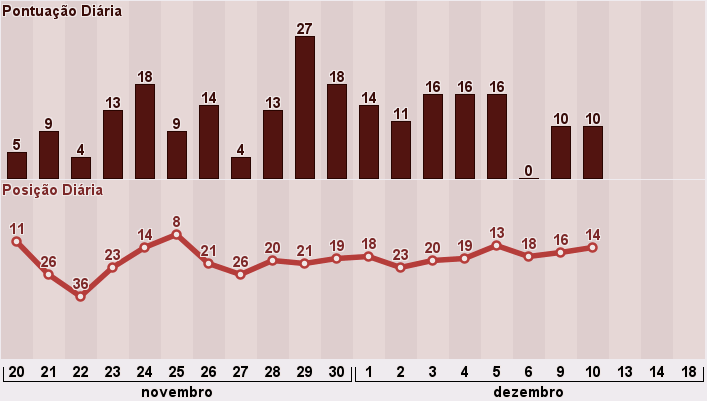 Pontuação Diária
5 9 4 13 18 9 14 4 13 27 18 14 11 16 16 16 0 10 10
Posição Diária
11 26 36 23 14 8 21 26 20 21 19 18 23 20 19 13 18 16 14
20 21 22 23 24 25 26 27 28 29 30 1 2 3 4 5 6 9 10 13 14 18
novembro dezembro